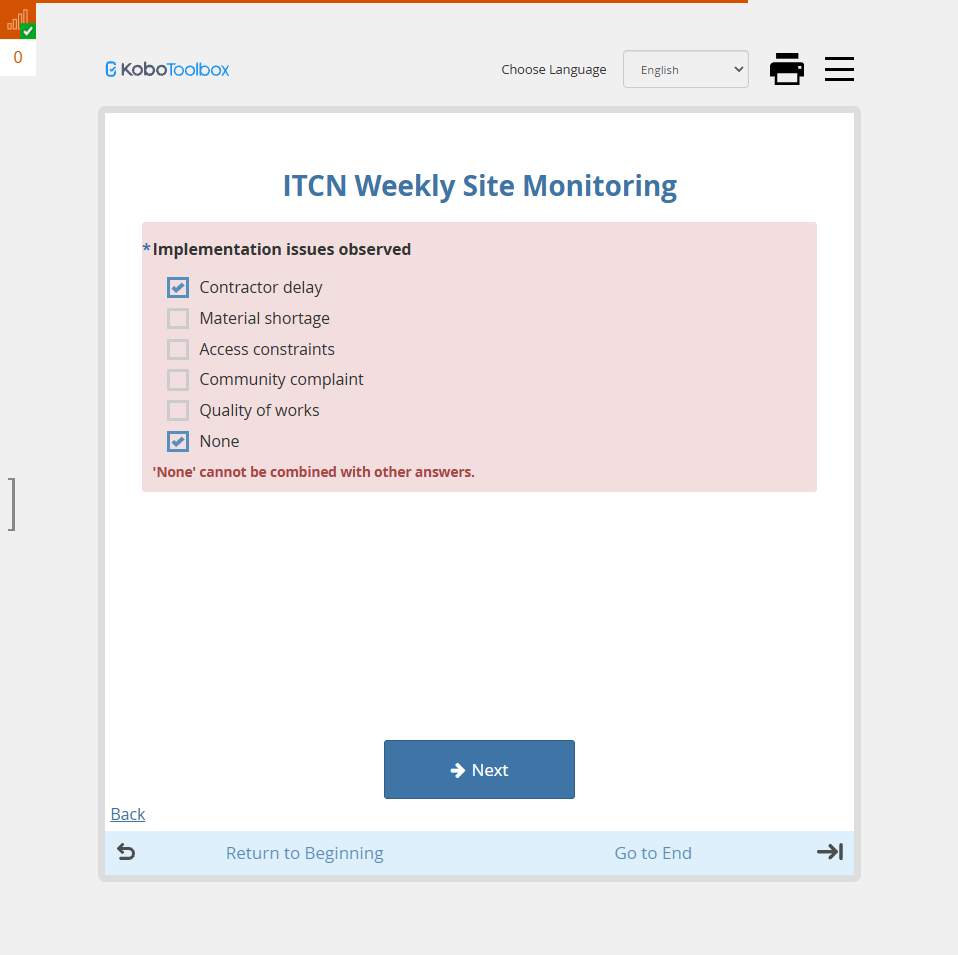 0
KoboToolbox
Choose Language
English
ITCN Weekly Site Monitoring
*Implementation issues observed
Contractor delay
Material shortage
Access constraints
Community complaint
Quality of works
None
'None' cannot be combined with other answers.
Next
Back
Return to Beginning
Go to End